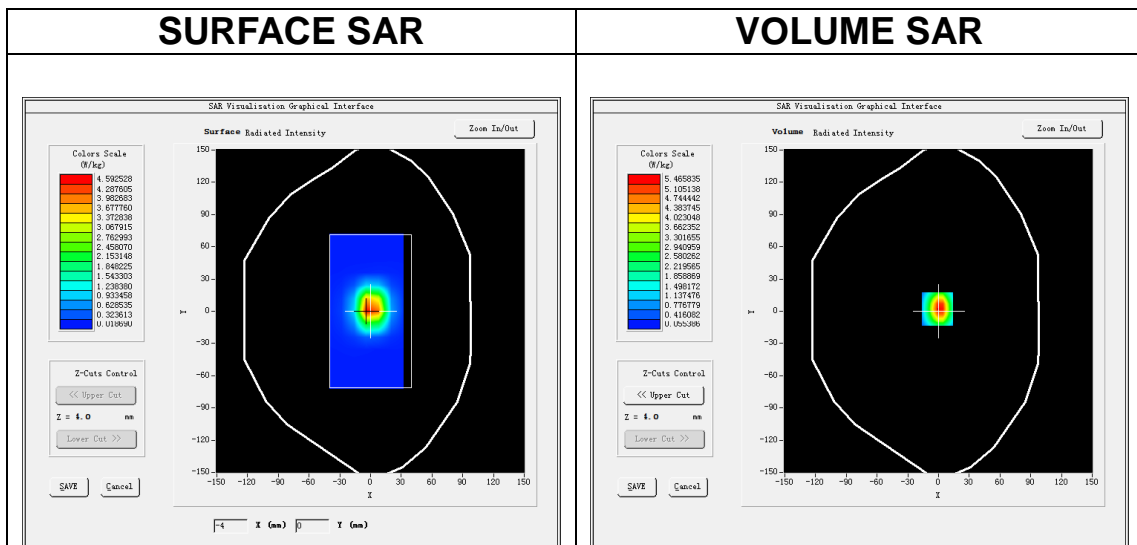 SURFACE SAR
VOLUME SAR
SAR Visualisation Graphical Interface
Surface Radiated Intensity
Zoom In/Out
Colors Scale
(W/kg)
4.592528
4.287605
3.982683
3.677760
3.372838
3.067915
2.762993
2.458070
2.153148
1.848225
1.543303
1.238380
0.933458
0.628535
0.323613
0.018690
150
120
90
60
30
0
-30
-60
-90
-120
-150
Y
-150 -120 -90 -60 -30 0 30 60 90 120 150
X
Z-Cuts Control
<< Upper Cut
Z = 4.0 mm
Lower Cut >>
SAVE Cancel
-4 X (mm) 0 Y (mm)
SAR Visualisation Graphical Interface
Volume Radiated Intensity
Zoom In/Out
Colors Scale
(W/kg)
5.465835
5.105138
4.744442
4.383745
4.023048
3.662352
3.301655
2.940959
2.580262
2.219565
1.858869
1.498172
1.137476
0.776779
0.416082
0.055386
150
120
90
60
30
0
-30
-60
-90
-120
-150
Y
-150 -120 -90 -60 -30 0 30 60 90 120 150
X
Z-Cuts Control
<< Upper Cut
Z = 4.0 mm
Lower Cut >>
SAVE Cancel